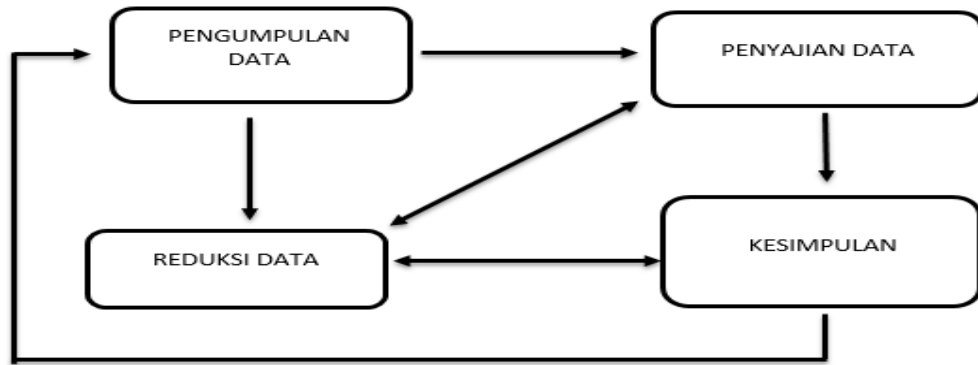 PENGUMPULAN
DATA
PENYAJIAN DATA
REDUKSI DATA
KESIMPULAN